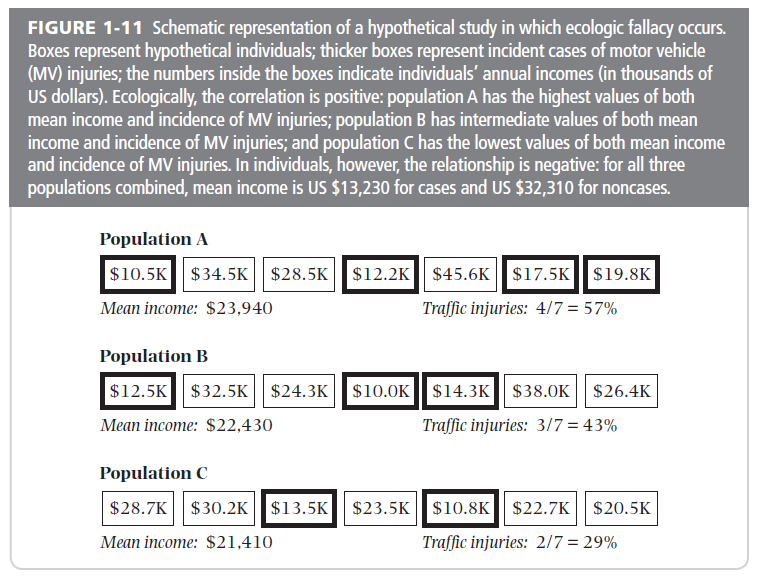 FIGURE 1-11 Schematic representation of a hypothetical study in which ecologic fallacy occurs.
Boxes represent hypothetical individuals; thicker boxes represent incident cases of motor vehicle
(MV) injuries; the numbers inside the boxes indicate individuals’ annual incomes (in thousands of
US dollars). Ecologically, the correlation is positive: population A has the highest values of both
mean income and incidence of MV injuries; population B has intermediate values of both mean
income and incidence of MV injuries; and population C has the lowest values of both mean income
and incidence of MV injuries. In individuals, however, the relationship is negative: for all three
populations combined, mean income is US $13,230 for cases and US $32,310 for noncases.
Population A
$10.5K $34.5K $28.5K $12.2K $45.6K $17.5K $19.8K
Mean income: $23,940 Traffic injuries: 4/7 = 57%
Population B
$12.5K $32.5K $24.3K $10.0K $14.3K $38.0K $26.4K
Mean income: $22,430 Traffic injuries: 3/7 = 43%
Population C
$28.7K $30.2K $13.5K $23.5K $10.8K $22.7K $20.5K
Mean income: $21,410 Traffic injuries: 2/7 = 29%